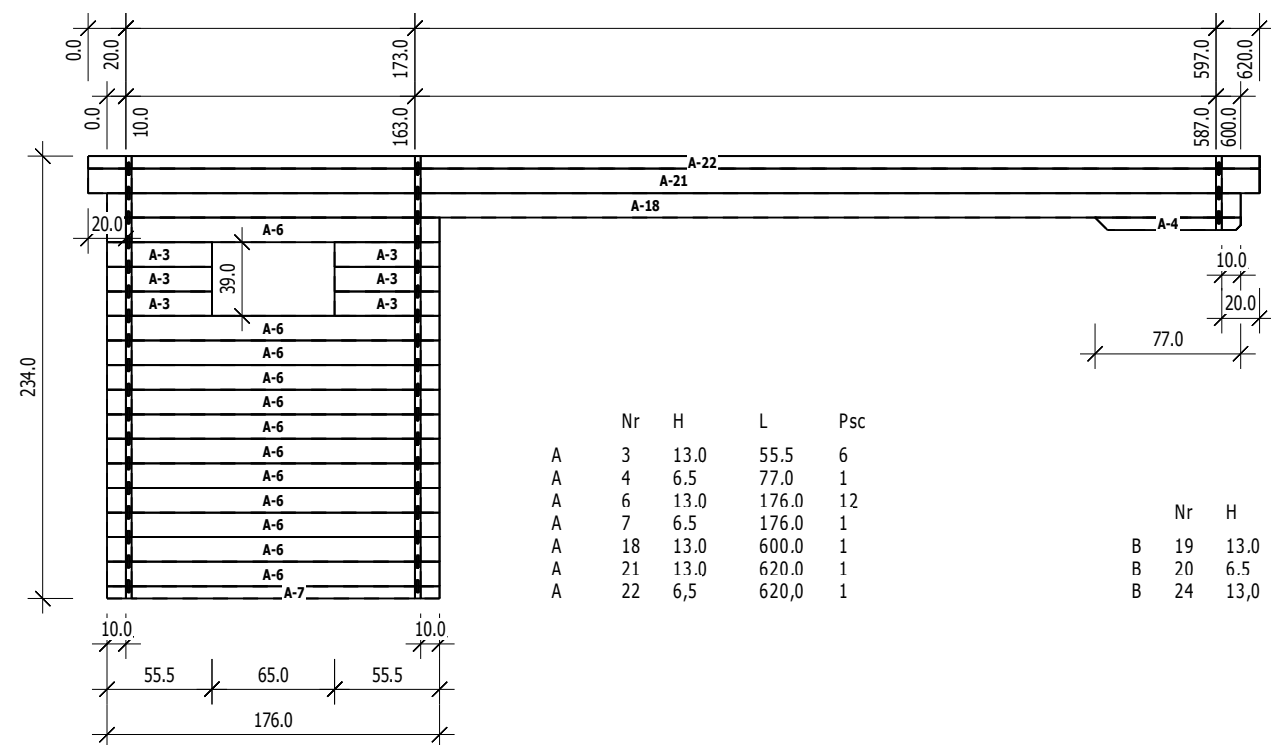 0.0 20.0 173.0 597.0 620.0
0.0 10.0 163.0 587.0 600.0
A-22
A-21
A-18
20.0 A-6 A-4
A-3 A-3
10.0
A-3 39.0 A-3
A-3 A-3
20.0
A-6
77.0
A-6
234.0
A-6
A-6
A-6
A-6
A-6
A-6
A-6
A-6
A-6
A-7
Nr H L Psc
A 3 13.0 55.5 6
A 4 6.5 77.0 1
A 6 13.0 176.0 12
A 7 6.5 176.0 1
A 18 13.0 600.0 1
A 21 13.0 620.0 1
A 22 6,5 620,0 1
Nr H
B 19 13.0
B 20 6.5
B 24 13,0
10.0 10.0
55.5 65.0 55.5
176.0